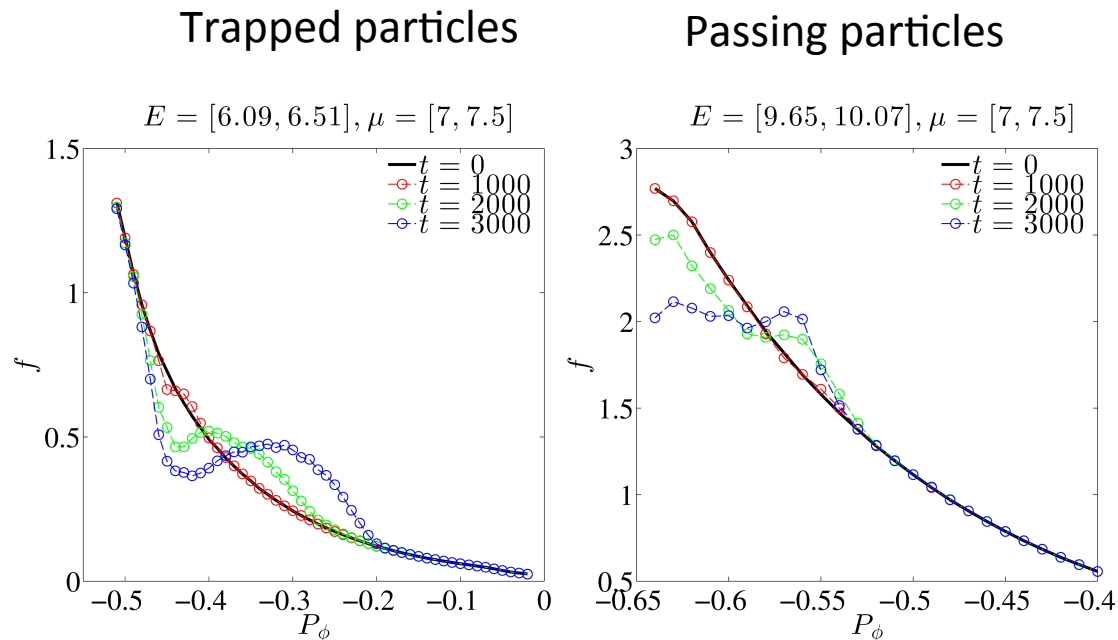 Trapped particles
E = [6.09, 6.51], μ = [7, 7.5]
1.5
1
0.5
0
f
t = 0
t = 1000
t = 2000
t = 3000
−0.5
−0.4
−0.3
−0.2
−0.1
0
P_ϕ
Passing particles
E = [9.65, 10.07], μ = [7, 7.5]
3
2.5
2
1.5
1
0.5
f
t = 0
t = 1000
t = 2000
t = 3000
−0.65
−0.6
−0.55
−0.5
−0.45
−0.4
P_ϕ